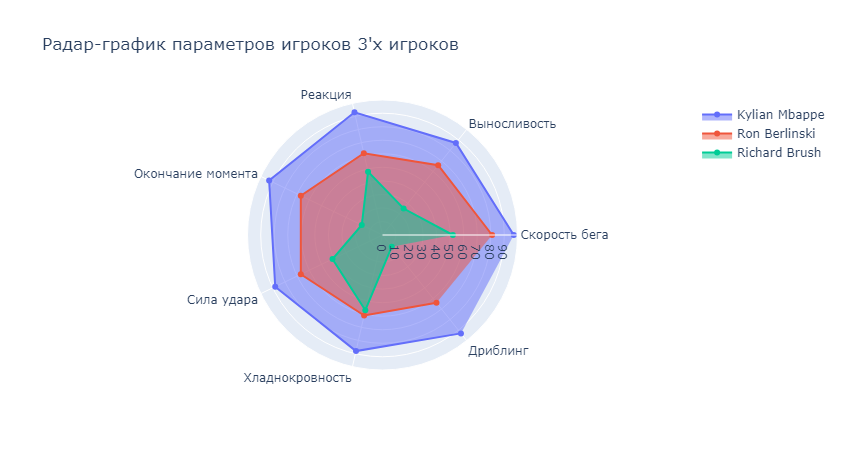 Радар-график параметров игроков 3'х игроков
Реакция
Выносливость
Окончание момента
Скорость бега
0
10
20
30
40
50
60
70
80
90
Сила удара
Дриблинг
Хладнокровность
Kylian Mbappe
Ron Berlinski
Richard Brush